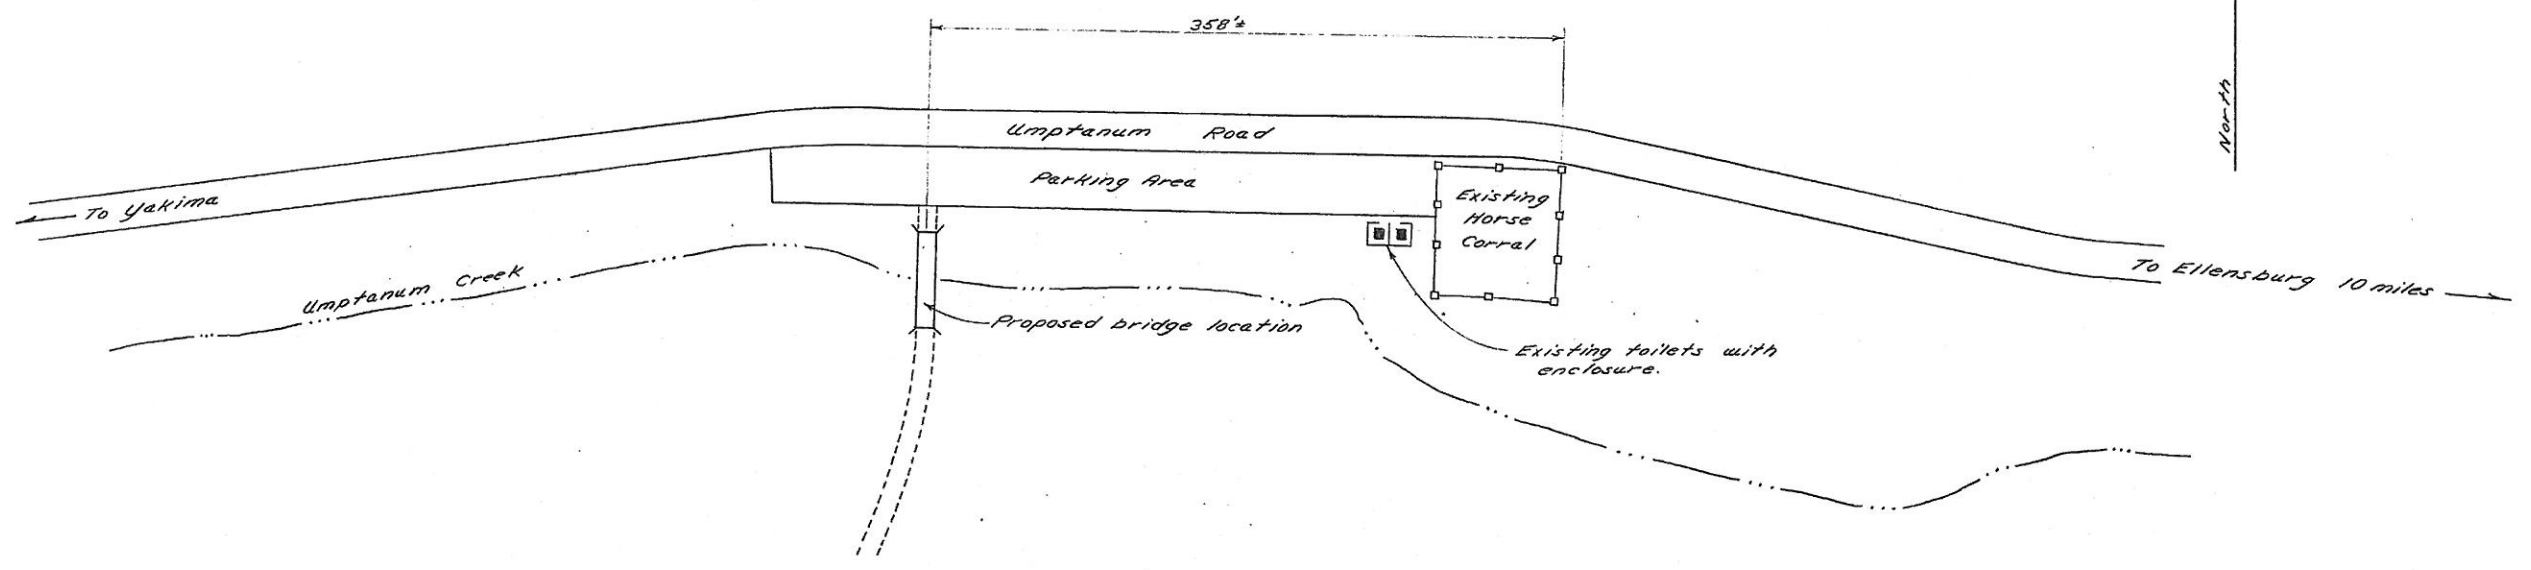 358'±
North
Umptanum Road
Parking Area
To Yakima
Existing
Horse
Corral
Umptanum Creek
To Ellensburg 10 miles
Proposed bridge location
Existing toilets with
enclosure.